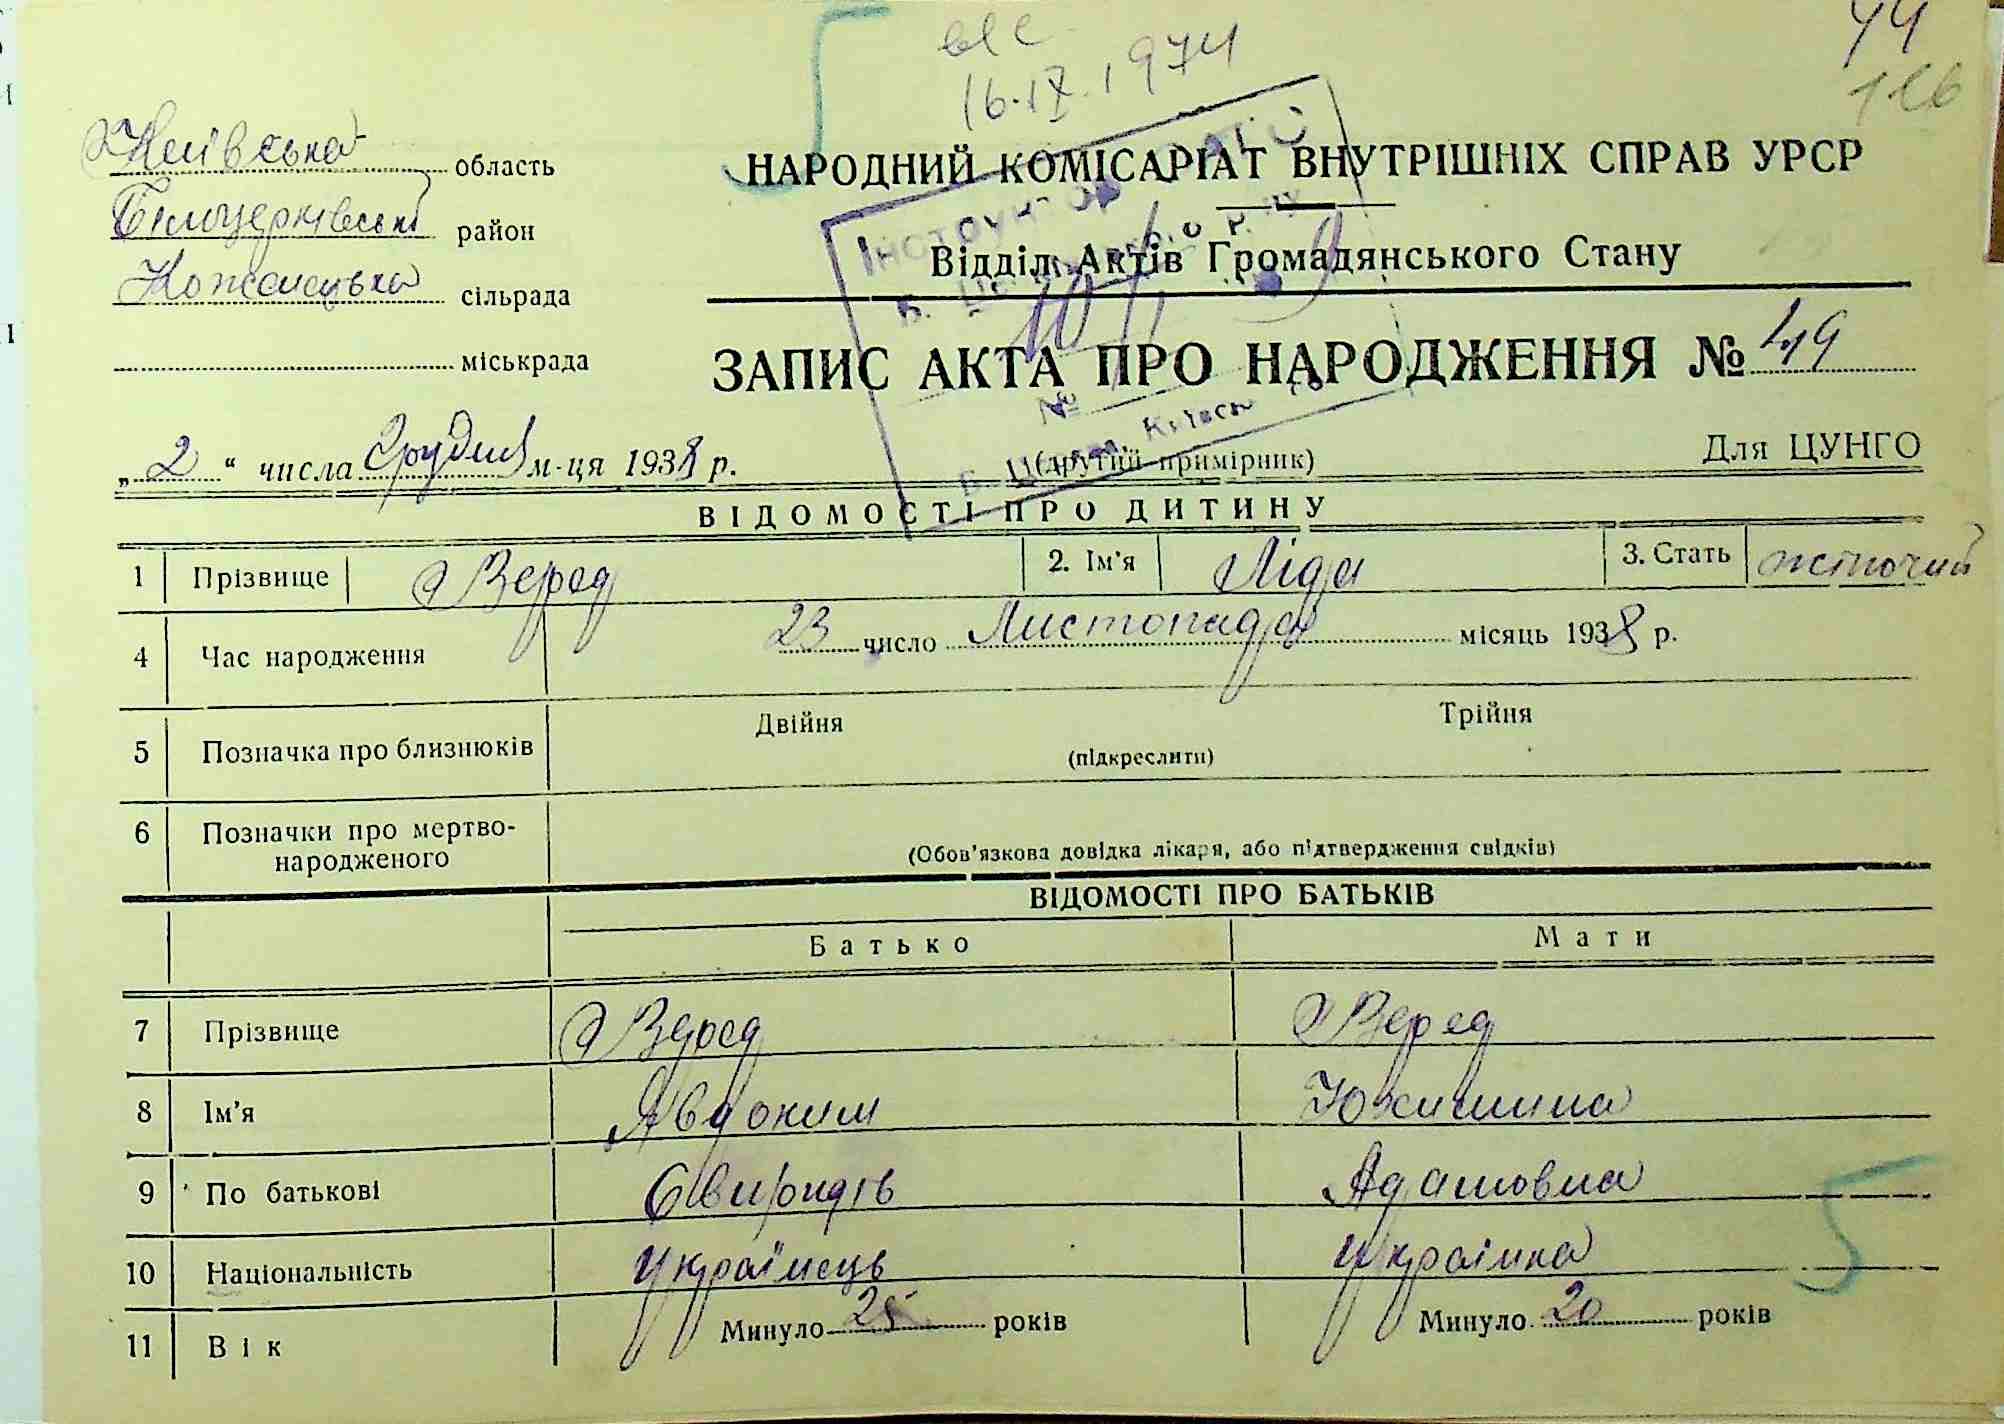 16.IX.1974
44
116
Київська область
НАРОДНИЙ КОМІСАРІАТ ВНУТРІШНІХ СПРАВ УРСР
Білоцерківський район
Відділ Актів Громадянського Стану
сільрада
міськрада
ЗАПИС АКТА ПРО НАРОДЖЕННЯ № 49
„2“ числа Грудня м-ця 1938 р.
(другий примірник)
Для ЦУНГО
ВІДОМОСТІ ПРО ДИТИНУ
1 Прізвище Веред 2. Ім'я Ліда 3. Стать жіночий
4 Час народження 23 число Листопада місяць 1938 р.
5 Позначка про близнюків Двійня Трійня
(підкреслити)
6 Позначки про мертво-
народженого
(Обов'язкова довідка лікаря, або підтвердження свідків)
ВІДОМОСТІ ПРО БАТЬКІВ
Батько Мати
7 Прізвище Веред Веред
8 Ім'я Явдоким
9 По батькові Свиридів Адамовна
10 Національність Українець Українка
11 Вік Минуло 25 років Минуло 20 років